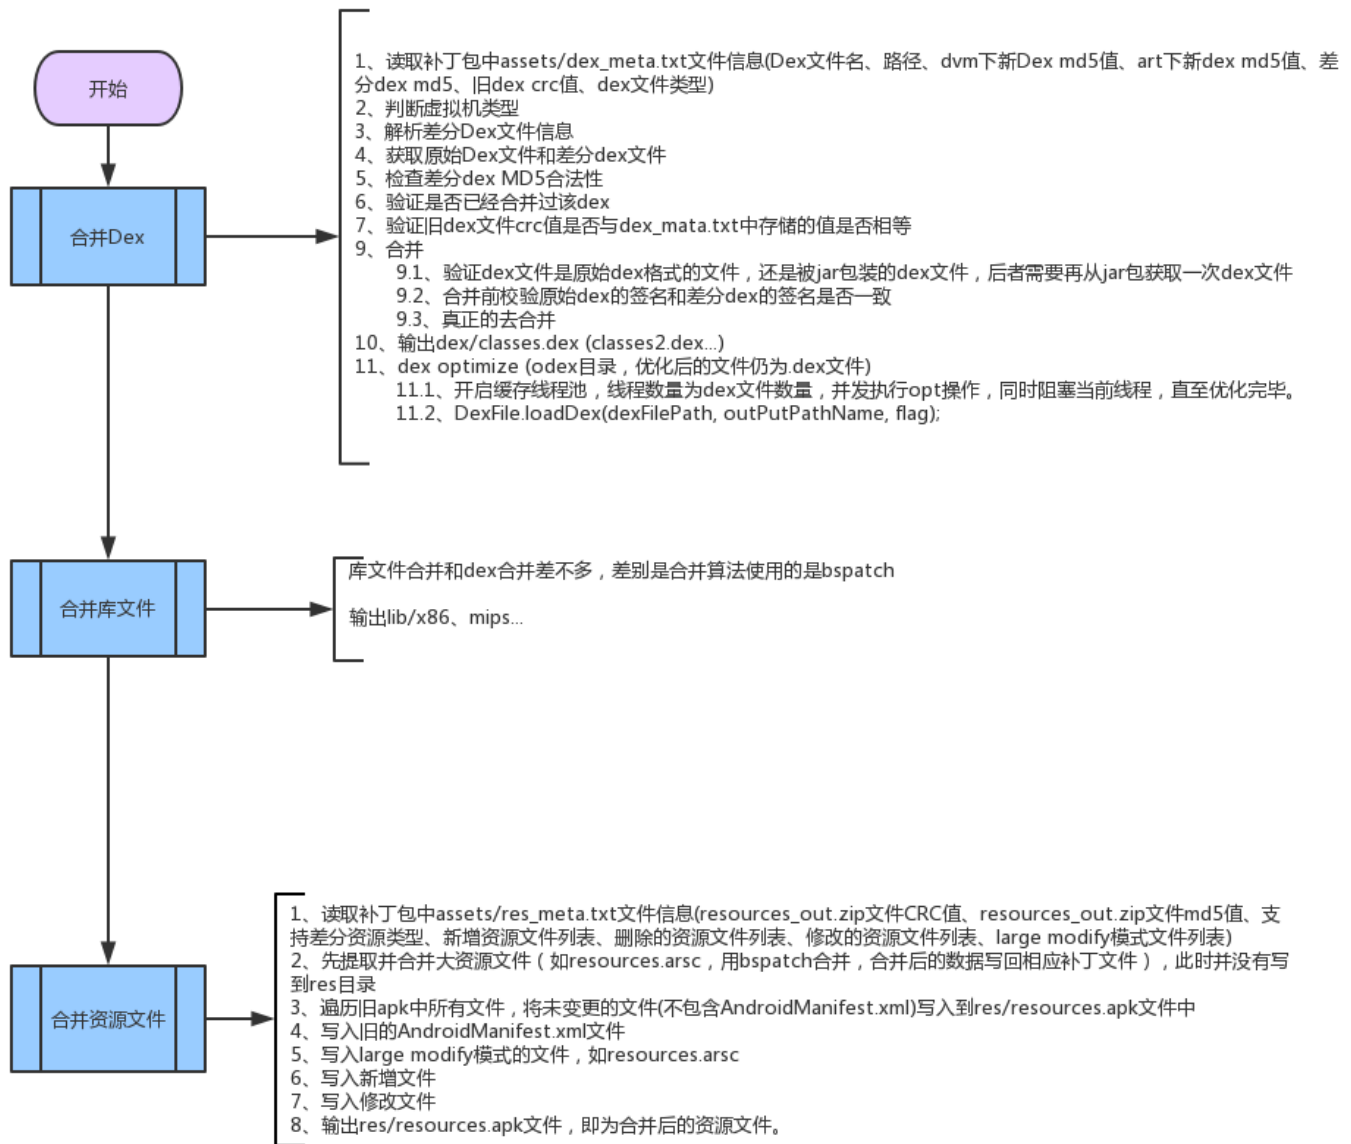 开始
合并Dex
1、读取补丁包中assets/dex_meta.txt文件信息(Dex文件名、路径、dvm下新Dex md5值、art下新dex md5值、差
分dex md5、旧dex crc值、dex文件类型)
2、判断虚拟机类型
3、解析差分Dex文件信息
4、获取原始Dex文件和差分dex文件
5、检查差分dex MD5合法性
6、验证是否已经合并过该dex
7、验证旧dex文件crc值是否与dex_mata.txt中存储的值是否相等
9、合并
9.1、验证dex文件是原始dex格式的文件，还是被jar包装的dex文件，后者需要再从jar包获取一次dex文件
9.2、合并前校验原始dex的签名和差分dex的签名是否一致
9.3、真正的去合并
10、输出dex/classes.dex (classes2.dex...)
11、dex optimize (odex目录，优化后的文件仍为.dex文件)
11.1、开启缓存线程池，线程数量为dex文件数量，并发执行opt操作，同时阻塞当前线程，直至优化完毕。
11.2、DexFile.loadDex(dexFilePath, outPutPathName, flag);
合并库文件
库文件合并和dex合并差不多，差别是合并算法使用的是bspatch
输出lib/x86、mips...
合并资源文件
1、读取补丁包中assets/res_meta.txt文件信息(resources_out.zip文件CRC值、resources_out.zip文件md5值、支
持差分资源类型、新增资源文件列表、删除的资源文件列表、修改的资源文件列表、large modify模式文件列表)
2、先提取并合并大资源文件（如resources.arsc，用bspatch合并，合并后的数据写回相应补丁文件），此时并没有写
到res目录
3、遍历旧apk中所有文件，将未变更的文件(不包含AndroidManifest.xml)写入到res/resources.apk文件中
4、写入旧的AndroidManifest.xml文件
5、写入large modify模式的文件，如resources.arsc
6、写入新增文件
7、写入修改文件
8、输出res/resources.apk文件，即为合并后的资源文件。